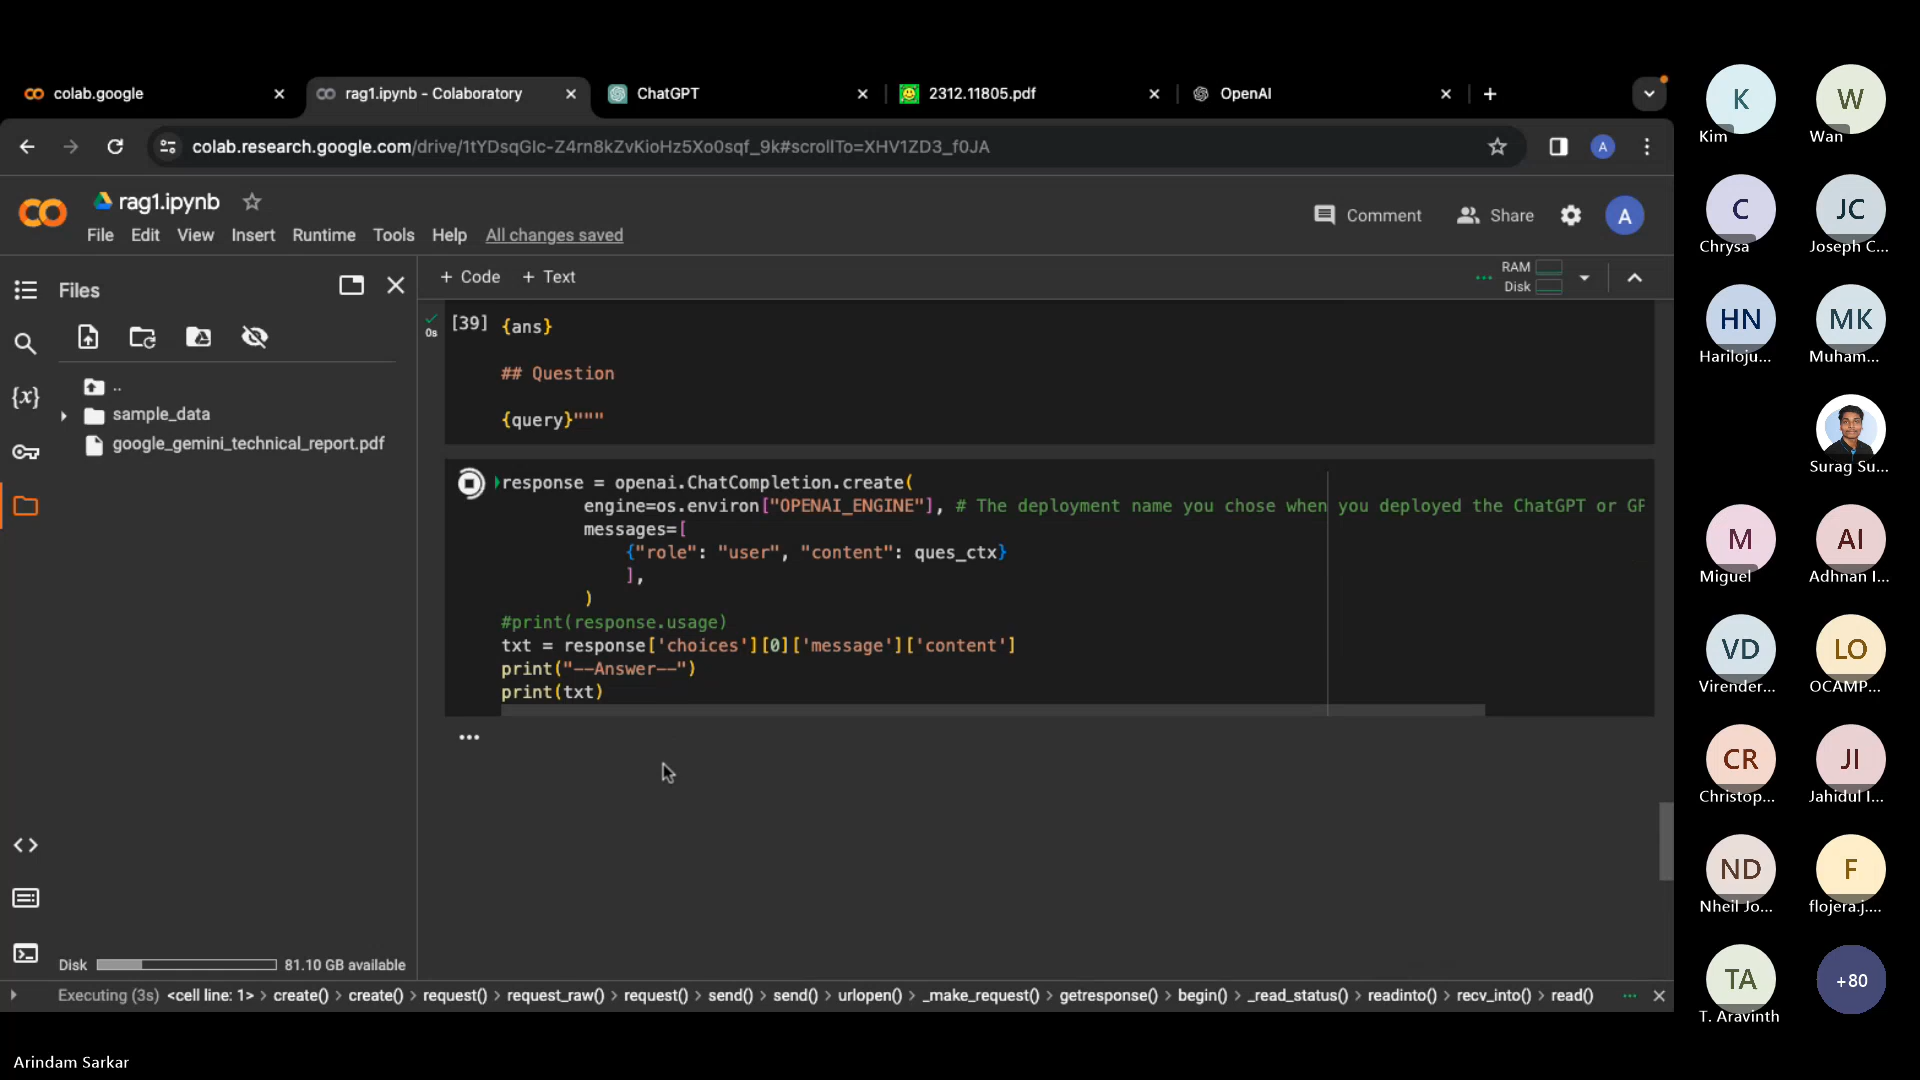 colab.google
rag1.ipynb - Colaboratory
ChatGPT
2312.11805.pdf
OpenAI
colab.research.google.com/drive/1tYDsqGlc-Z4rn8kZvKioHz5Xo0sqf_9k#scrollTo=XHV1ZD3_f0JA
A
rag1.ipynb
Comment
Share
A
File Edit View Insert Runtime Tools Help All changes saved
Files
+ Code + Text
RAM
Disk
..
sample_data
google_gemini_technical_report.pdf
{x}
0s
[39] {ans}
## Question
{query}"""
response = openai.ChatCompletion.create(
engine=os.environ["OPENAI_ENGINE"], # The deployment name you chose when you deployed the ChatGPT or GP
messages=[
{"role": "user", "content": ques_ctx}
],
)
#print(response.usage)
txt = response['choices'][0]['message']['content']
print("--Answer--")
print(txt)
Disk 81.10 GB available
Executing (3s) <cell line: 1> > create() > create() > request() > request_raw() > request() > send() > send() > urlopen() > _make_request() > getresponse() > begin() > _read_status() > readinto() > recv_into() > read()
K
Kim
W
Wan
C
Chrysa
JC
Joseph C...
HN
Hariloju...
MK
Muham...
Surag Su...
M
Miguel
AI
Adhnan I...
VD
Virender...
LO
OCAMP...
CR
Christop...
JI
Jahidul I...
ND
Nheil Jo...
F
flojera.j....
TA
T. Aravinth
+80
Arindam Sarkar